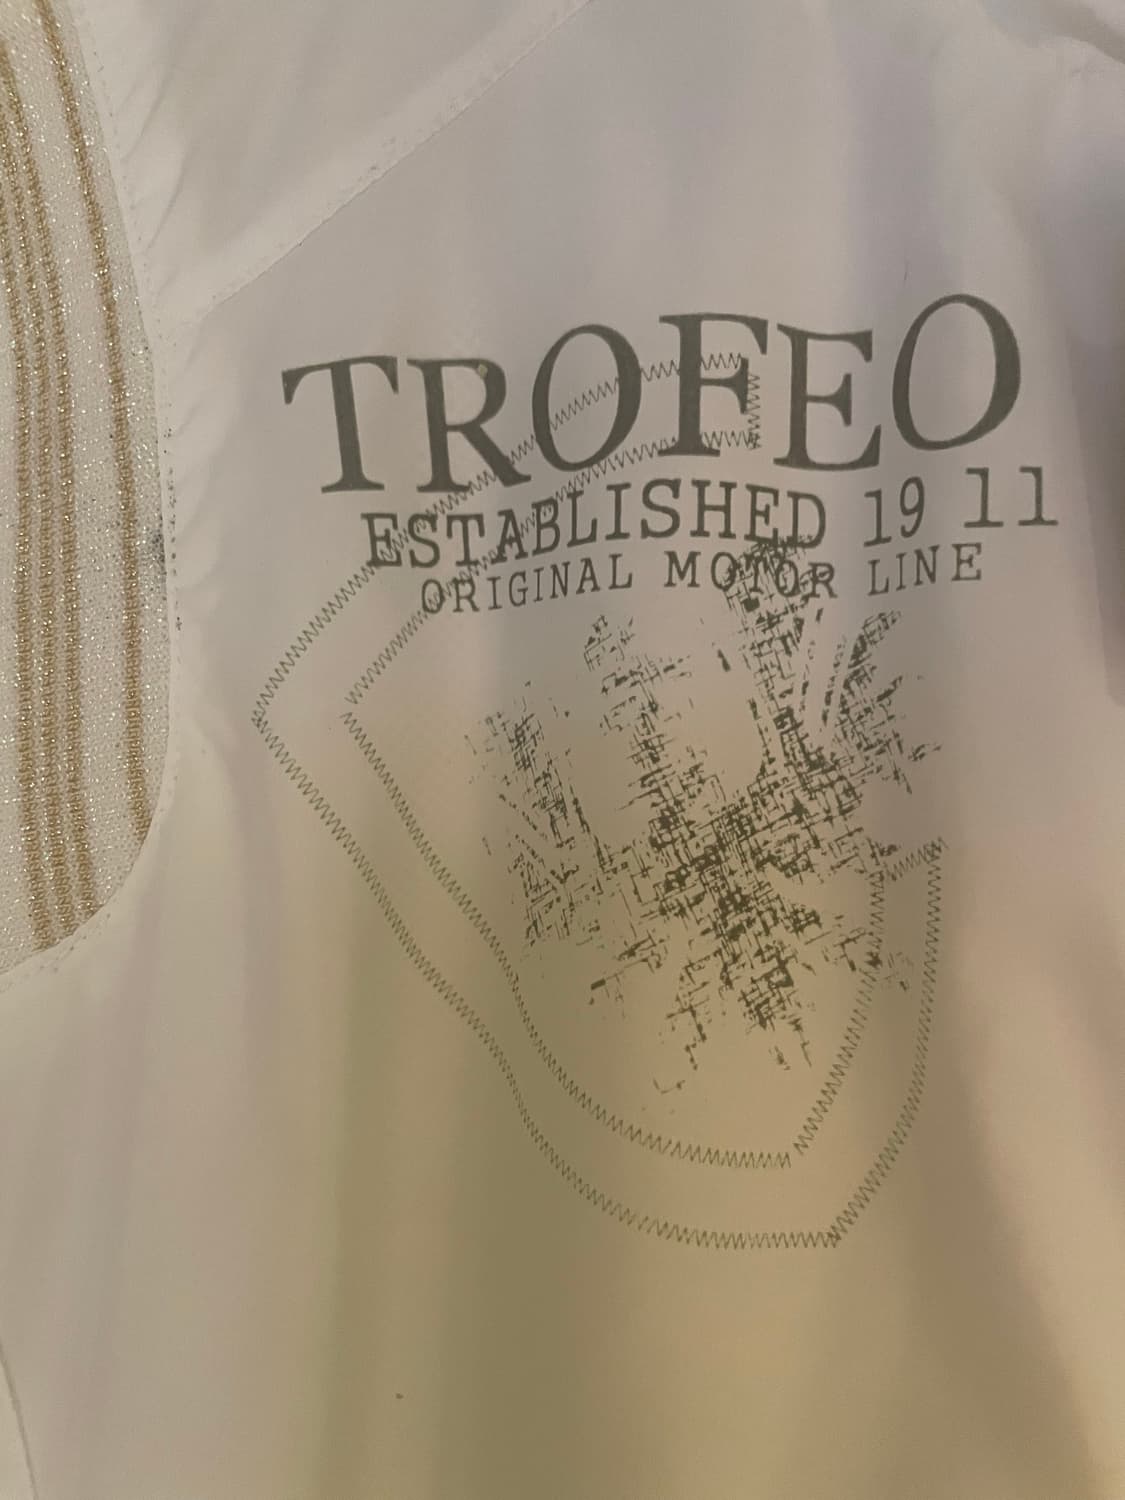 TROFEO
ESTABLISHED 19 11
ORIGINAL MOTOR LINE